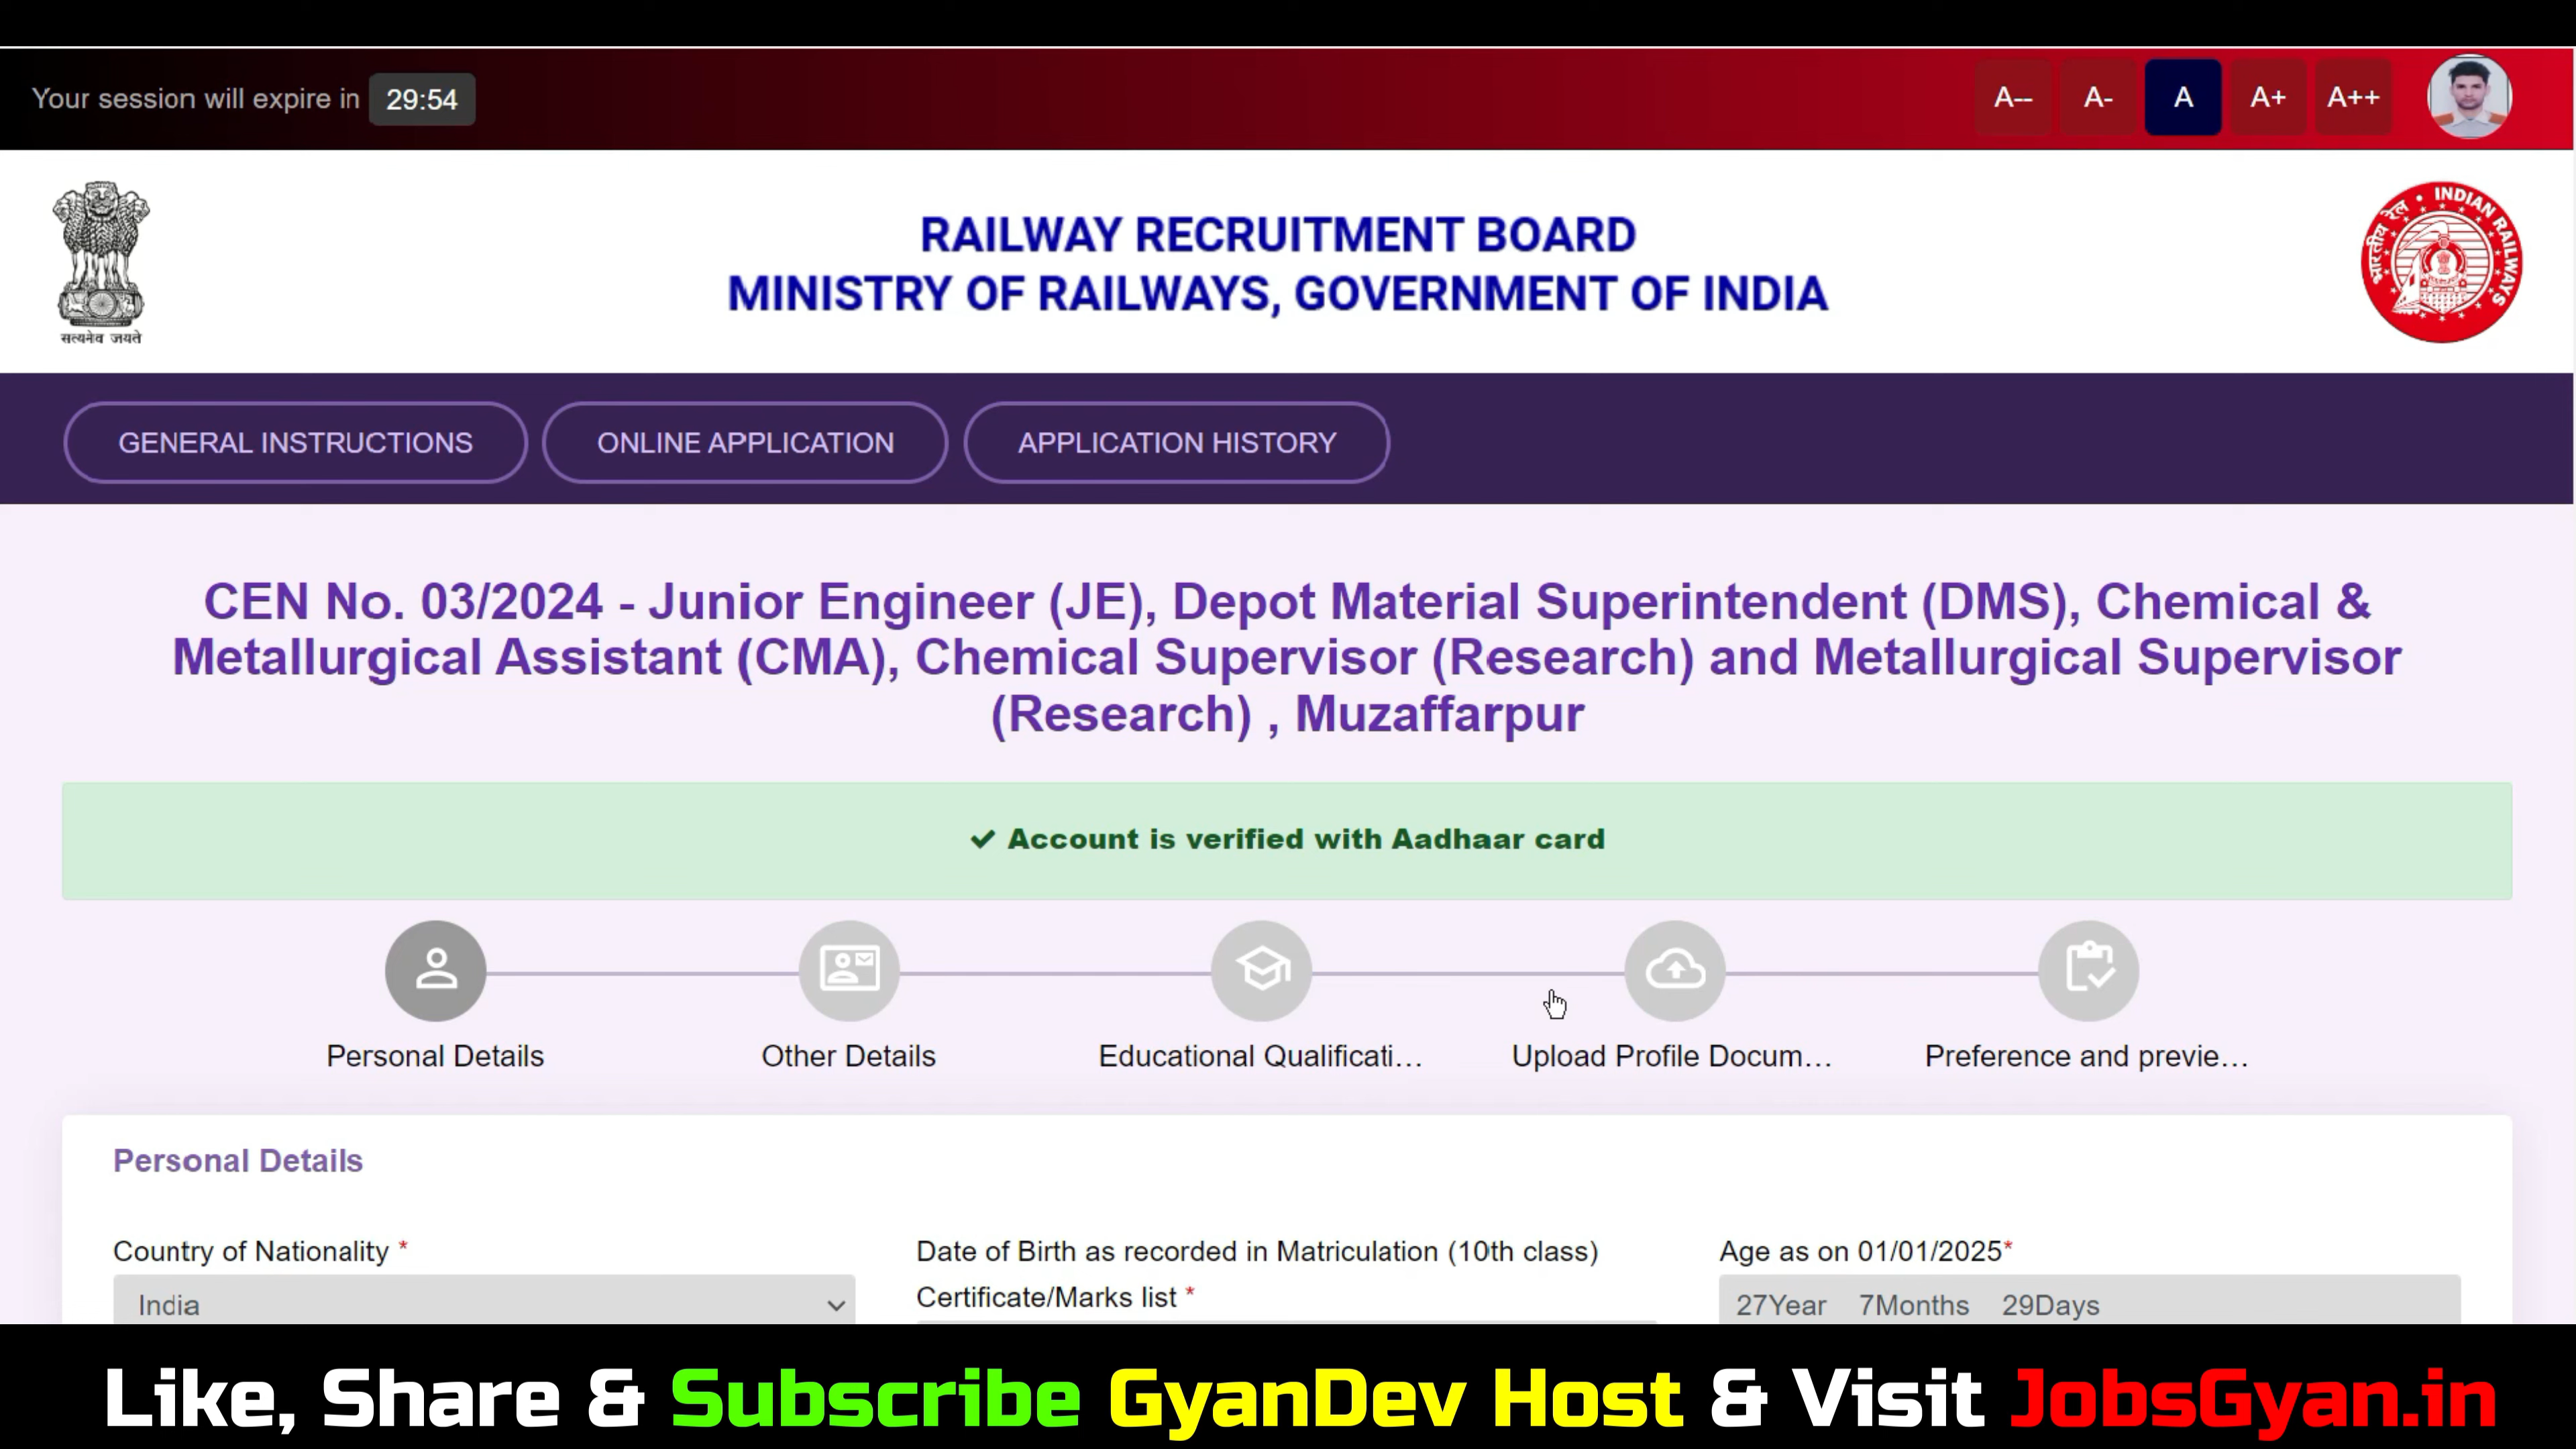 Your session will expire in 29:54
A-- A- A A+ A++
सत्यमेव जयते
RAILWAY RECRUITMENT BOARD
MINISTRY OF RAILWAYS, GOVERNMENT OF INDIA
भारतीय रेल • INDIAN RAILWAYS
GENERAL INSTRUCTIONS ONLINE APPLICATION APPLICATION HISTORY
CEN No. 03/2024 - Junior Engineer (JE), Depot Material Superintendent (DMS), Chemical &
Metallurgical Assistant (CMA), Chemical Supervisor (Research) and Metallurgical Supervisor
(Research) , Muzaffarpur
Account is verified with Aadhaar card
Personal Details Other Details Educational Qualificati... Upload Profile Docum... Preference and previe...
Personal Details
Country of Nationality *
India
Date of Birth as recorded in Matriculation (10th class)
Certificate/Marks list *
Age as on 01/01/2025*
27Year 7Months 29Days
Like, Share & Subscribe GyanDev Host & Visit JobsGyan.in